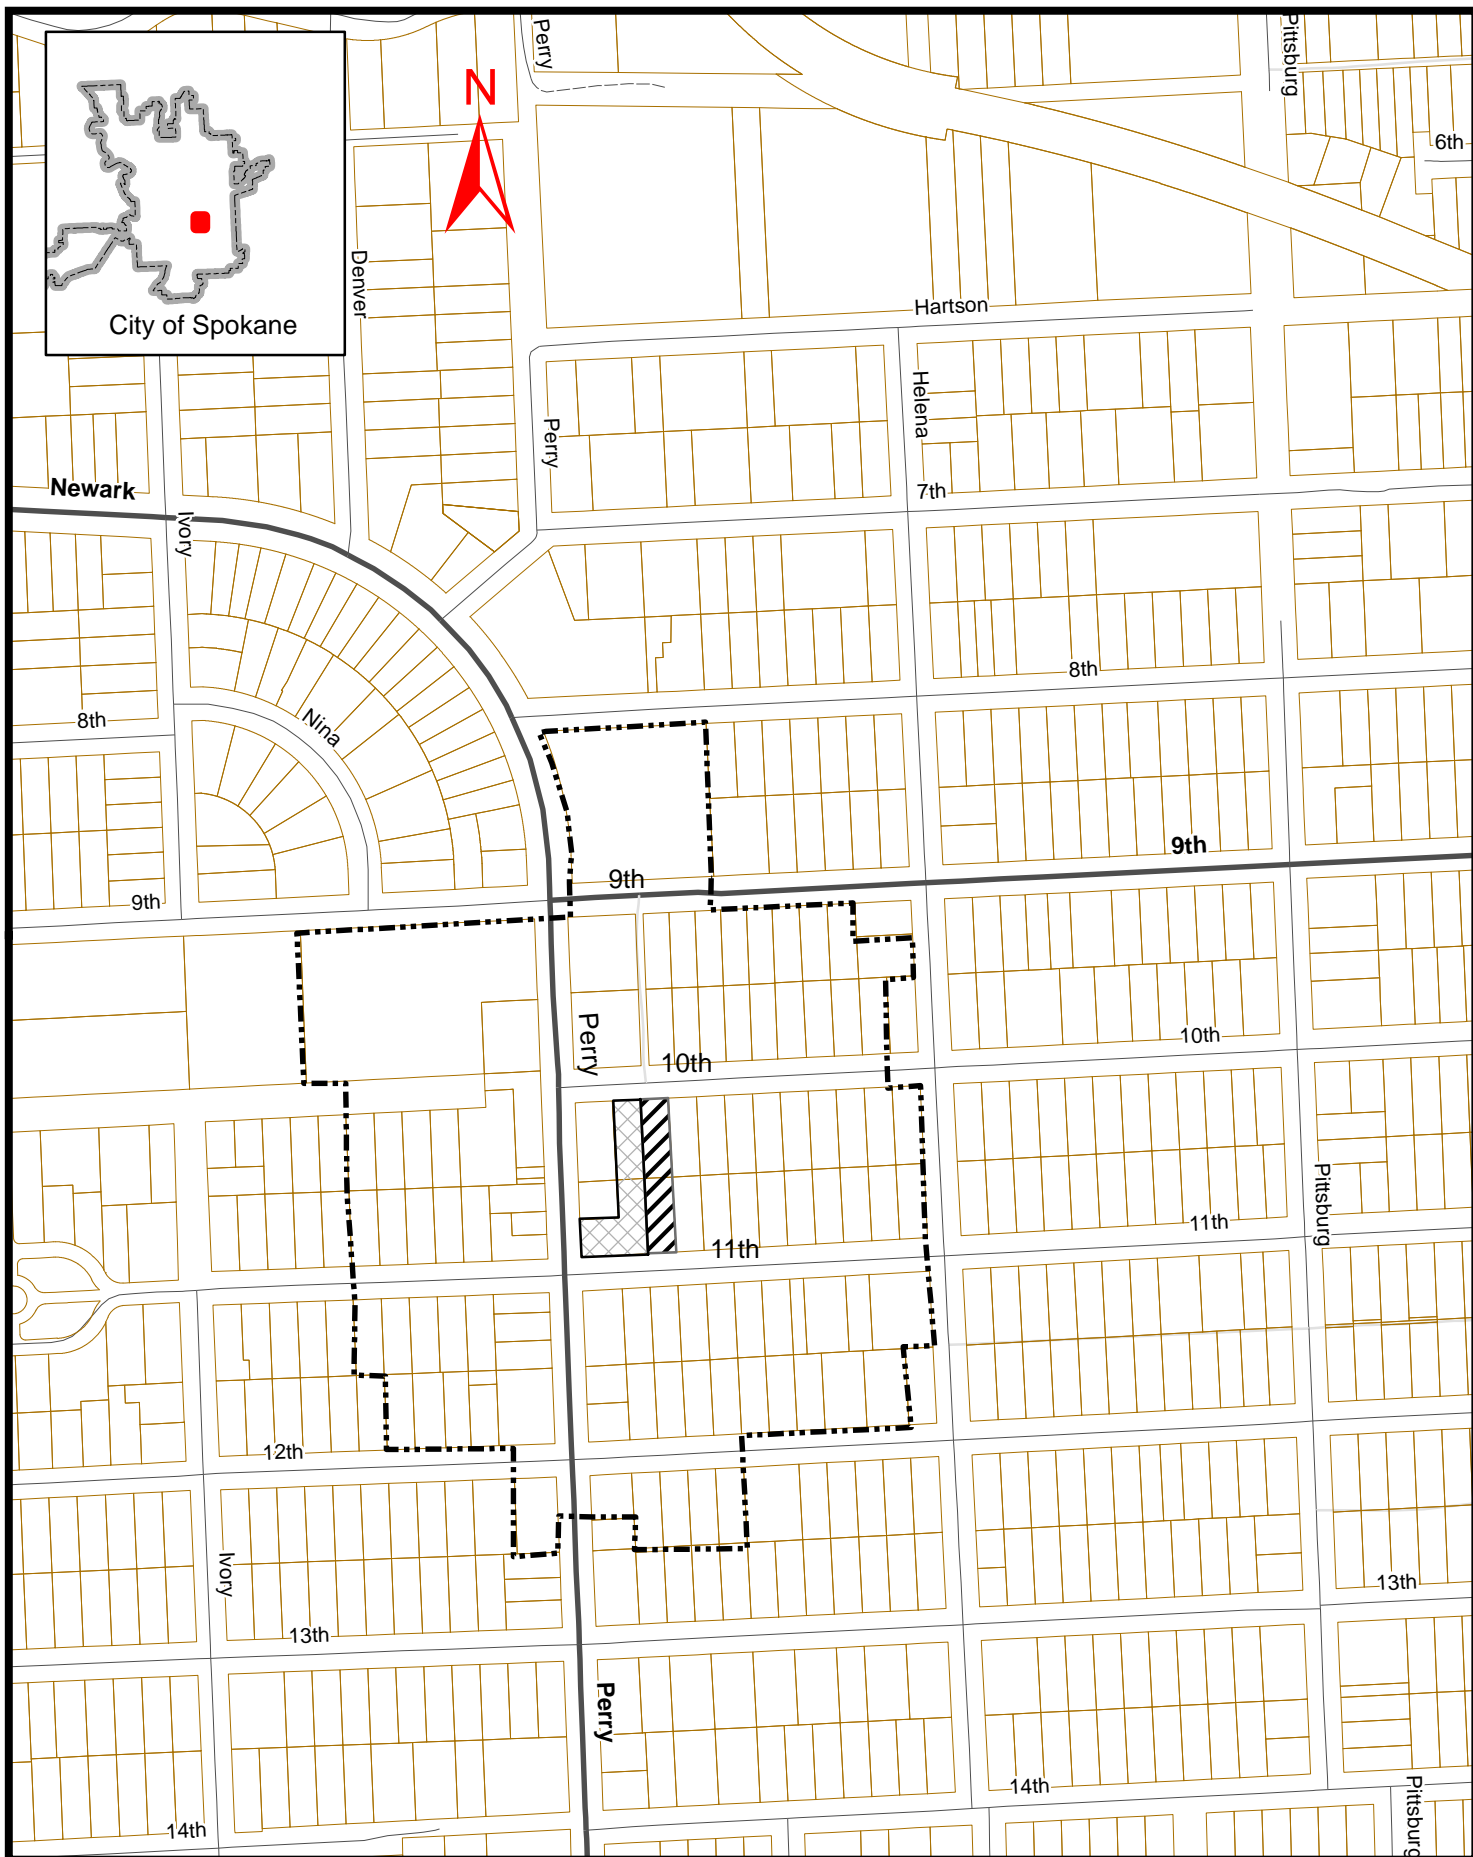 Perry
Pittsburg
N
6th
Denver
City of Spokane
Hartson
Helena
Perry
Newark
7th
Ivory
8th
Nina
8th
9th
9th
9th
Perry
10th
10th
Pittsburg
11th
11th
12th
Ivory
13th
13th
Perry
14th
Pittsburg
14th